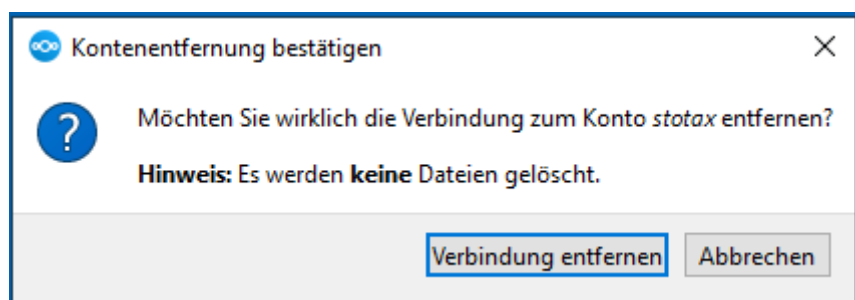 Kontenentfernung bestätigen
Möchten Sie wirklich die Verbindung zum Konto stotax entfernen?
Hinweis: Es werden keine Dateien gelöscht.
Verbindung entfernen Abbrechen